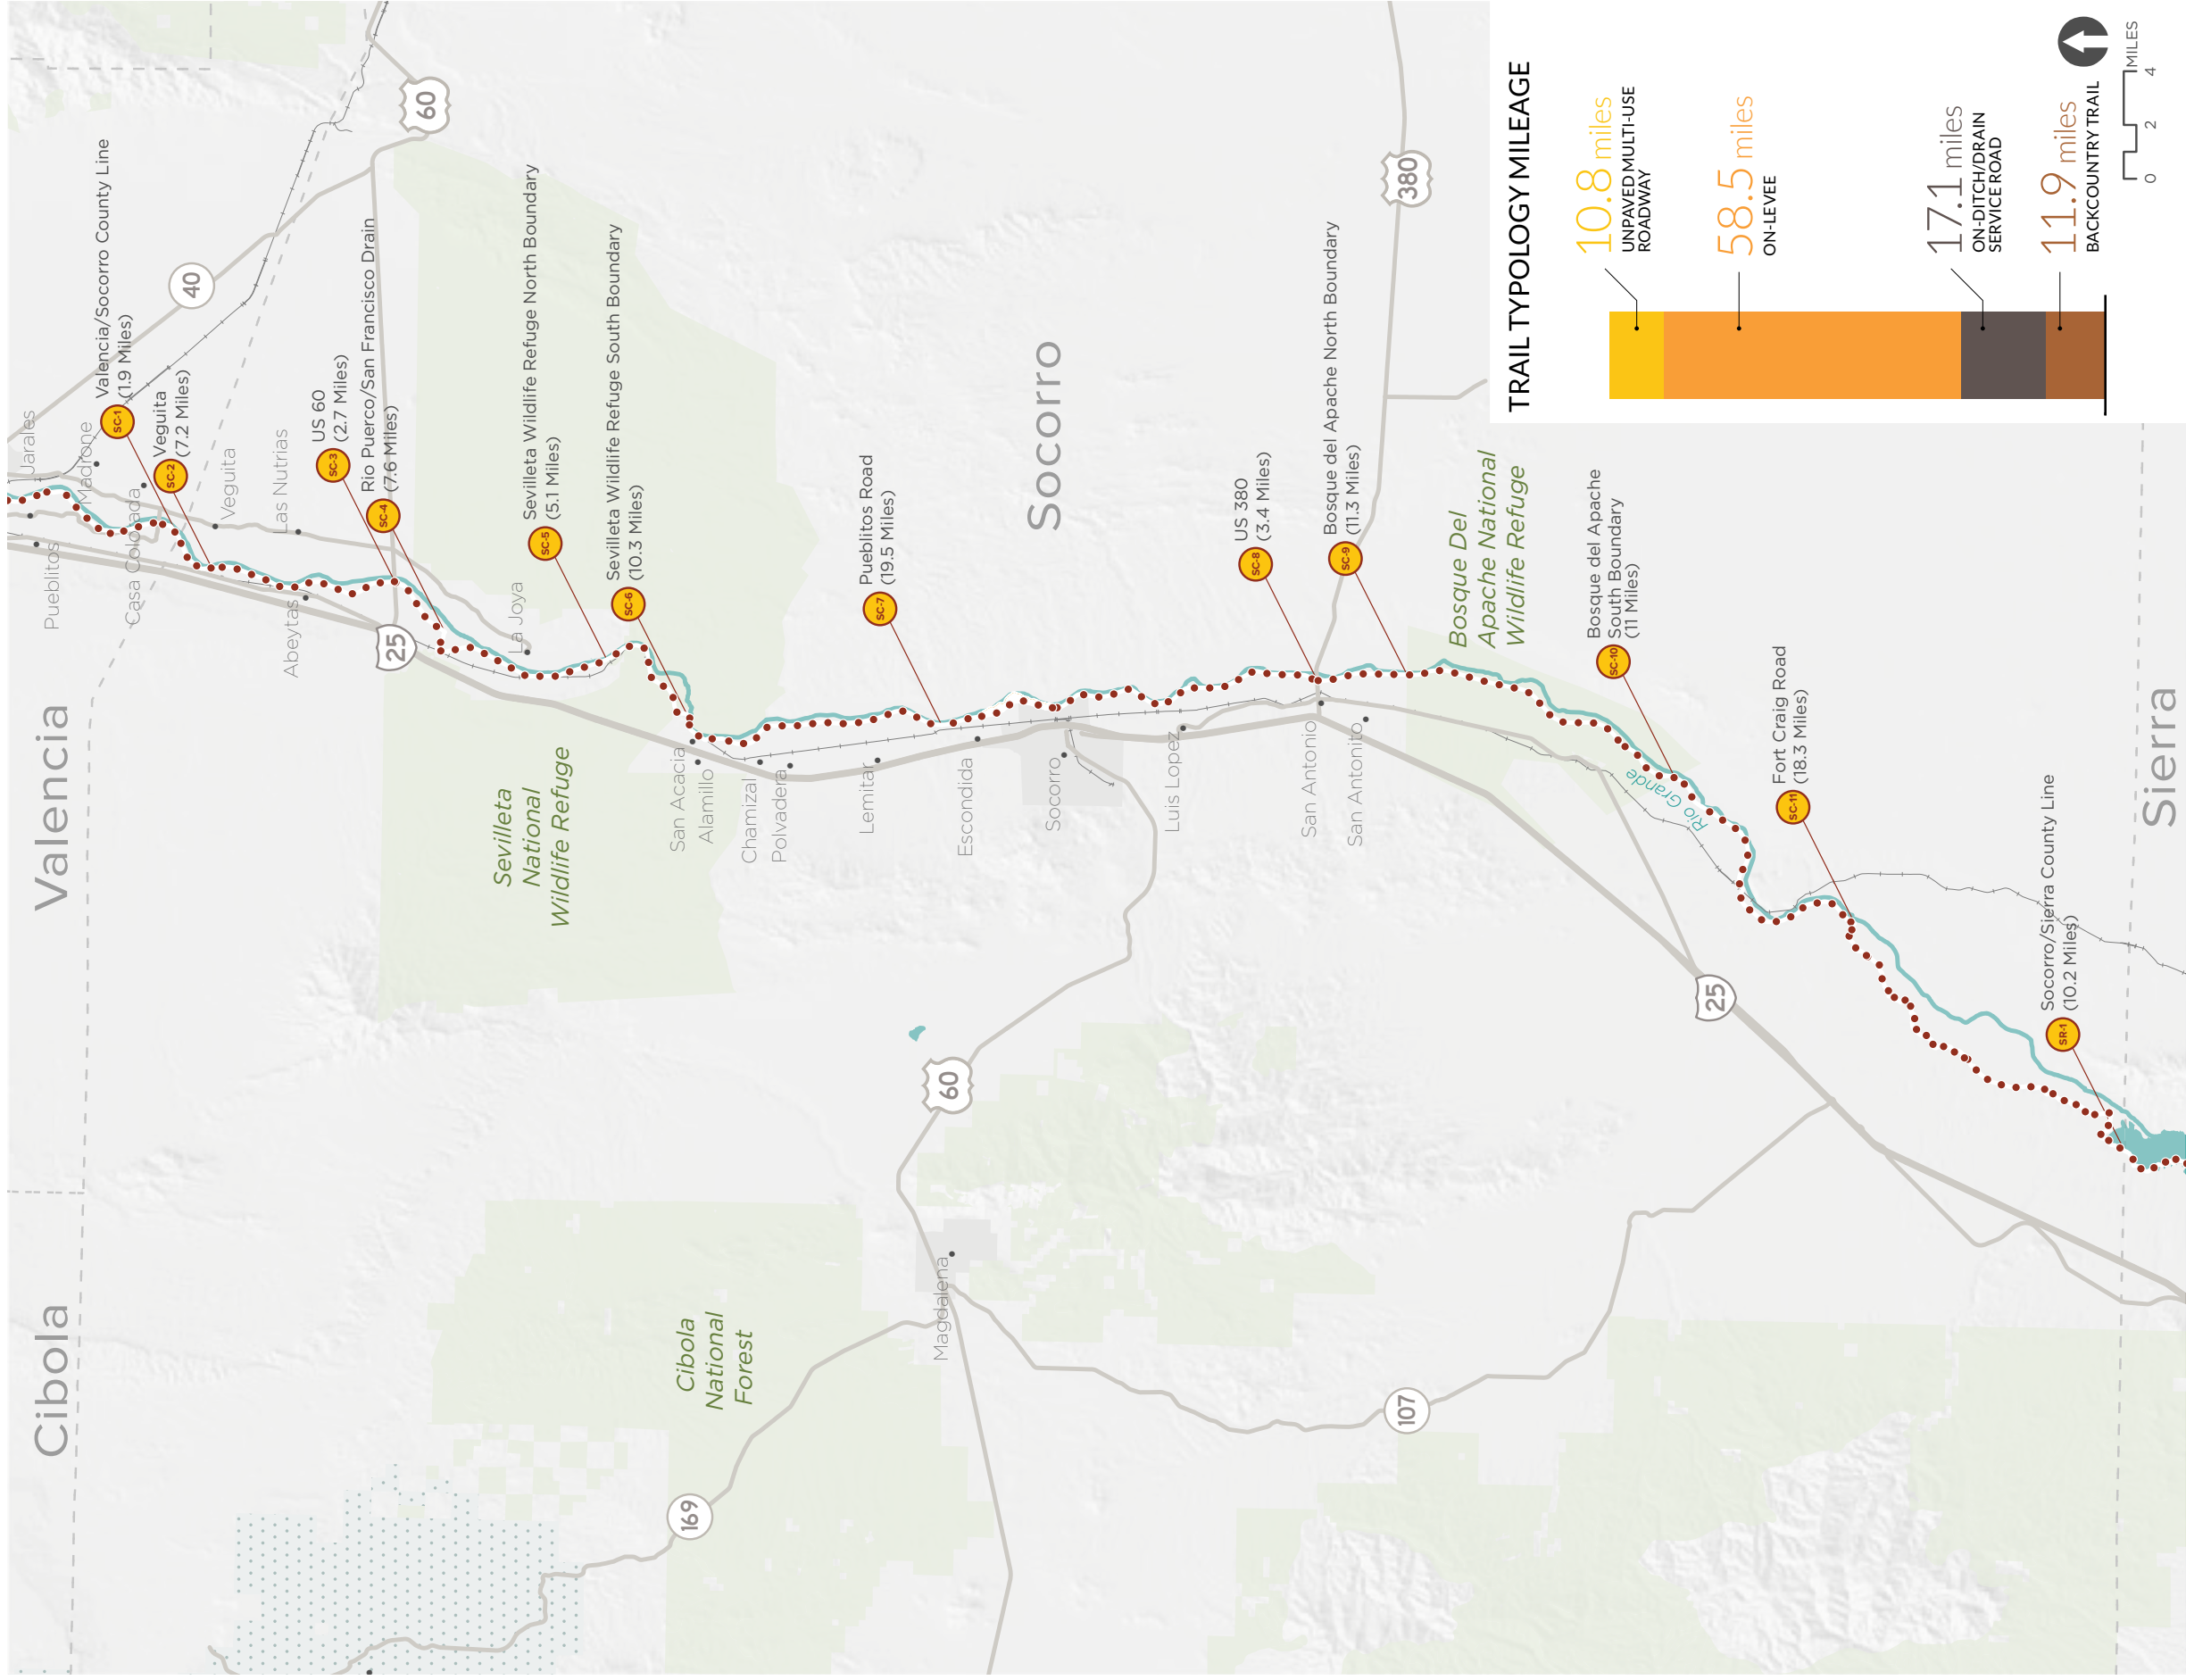 Cibola
Valencia
Socorro
Sierra
Jarales
Madrone
Pueblitos
Casa Colorada
Veguita
Las Nutrias
Abeytas
La Joya
San Acacia
Alamillo
Chamizal
Polvadera
Lemitar
Escondida
Socorro
Luis Lopez
San Antonio
San Antonito
Magdalena
Sevilleta
National
Wildlife Refuge
Cibola
National
Forest
Bosque Del
Apache National
Wildlife Refuge
Rio Grande
40
60
25
380
60
25
107
169
SC-1
Valencia/Socorro County Line
(1.9 Miles)
SC-2
Veguita
(7.2 Miles)
SC-3
US 60
(2.7 Miles)
SC-4
Rio Puerco/San Francisco Drain
(7.6 Miles)
SC-5
Sevilleta Wildlife Refuge North Boundary
(5.1 Miles)
SC-6
Sevilleta Wildlife Refuge South Boundary
(10.3 Miles)
SC-7
Pueblitos Road
(19.5 Miles)
SC-8
US 380
(3.4 Miles)
SC-9
Bosque del Apache North Boundary
(11.3 Miles)
SC-10
Bosque del Apache
South Boundary
(11 Miles)
SC-11
Fort Craig Road
(18.3 Miles)
SR-1
Socorro/Sierra County Line
(10.2 Miles)
TRAIL TYPOLOGY MILEAGE
10.8 miles
UNPAVED MULTI-USE
ROADWAY
58.5 miles
ON-LEVEE
17.1 miles
ON-DITCH/DRAIN
SERVICE ROAD
11.9 miles
BACKCOUNTRY TRAIL
0 2 4
MILES